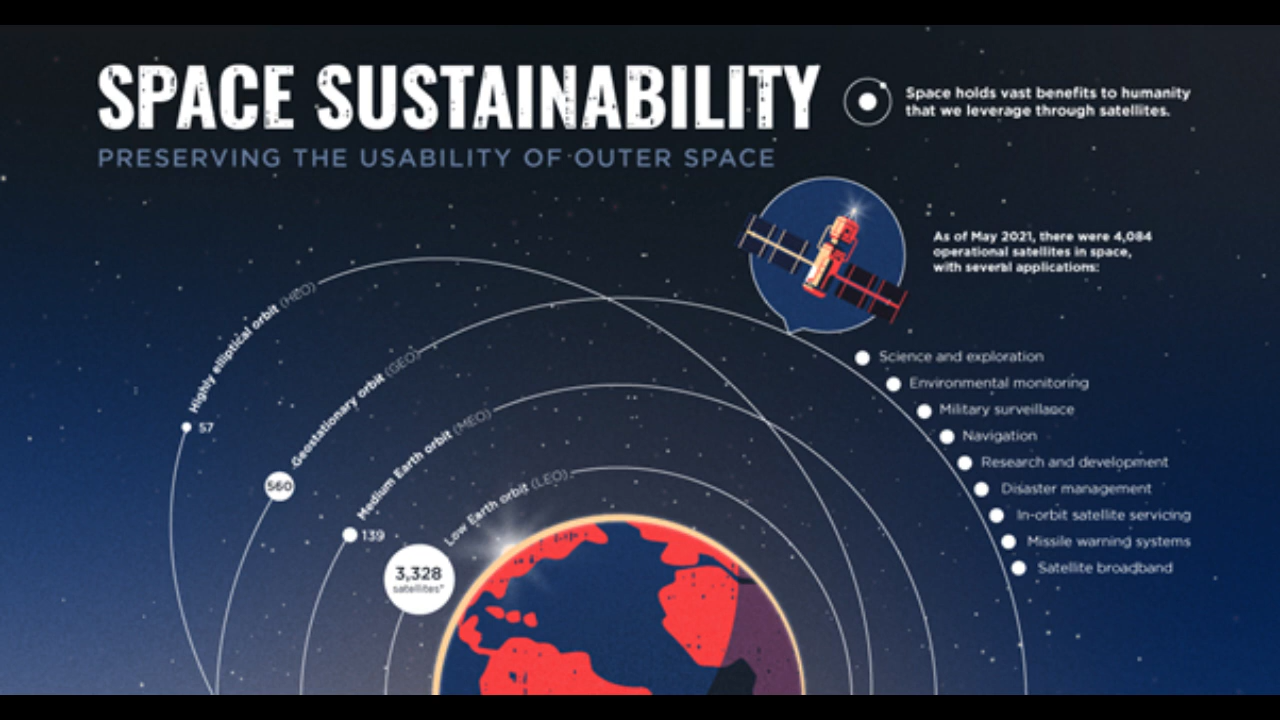 SPACE SUSTAINABILITY
PRESERVING THE USABILITY OF OUTER SPACE
Space holds vast benefits to humanity
that we leverage through satellites.
As of May 2021, there were 4,084
operational satellites in space,
with several applications:
Highly elliptical orbit (HEO)
57
Geostationary orbit (GEO)
560
Medium Earth orbit (MEO)
139
Low Earth orbit (LEO)
3,328
satellites*
Science and exploration
Environmental monitoring
Military surveillance
Navigation
Research and development
Disaster management
In-orbit satellite servicing
Missile warning systems
Satellite broadband